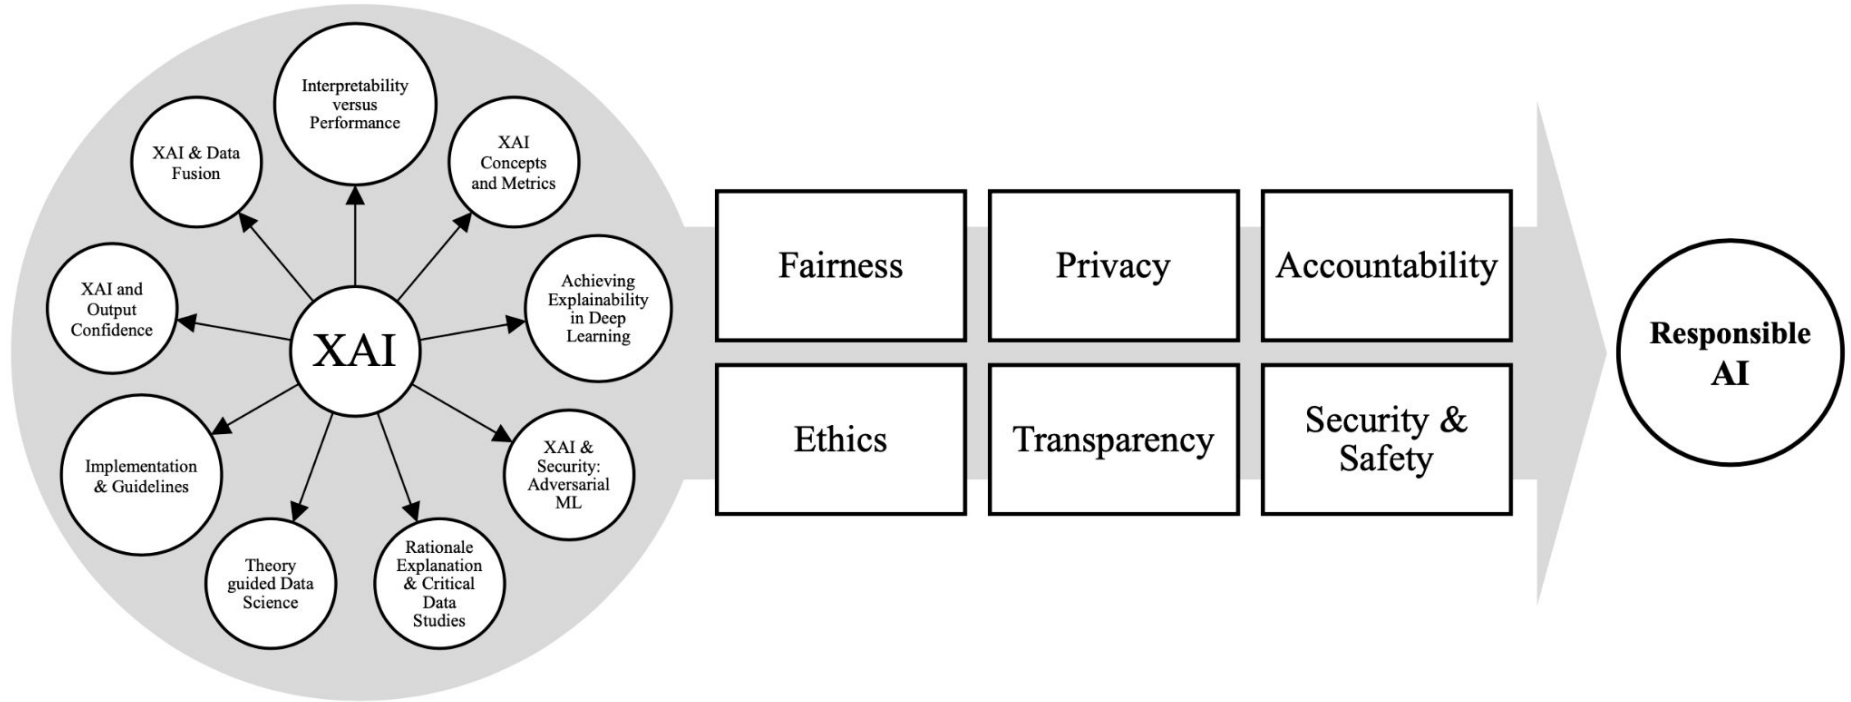 Interpretability
versus
Performance
XAI & Data
Fusion
XAI
Concepts
and Metrics
XAI and
Output
Confidence
Achieving
Explainability
in Deep
Learning
XAI
Implementation
& Guidelines
XAI &
Security:
Adversarial
ML
Theory
guided Data
Science
Rationale
Explanation
& Critical
Data
Studies
Fairness
Privacy
Accountability
Ethics
Transparency
Security &
Safety
Responsible
AI